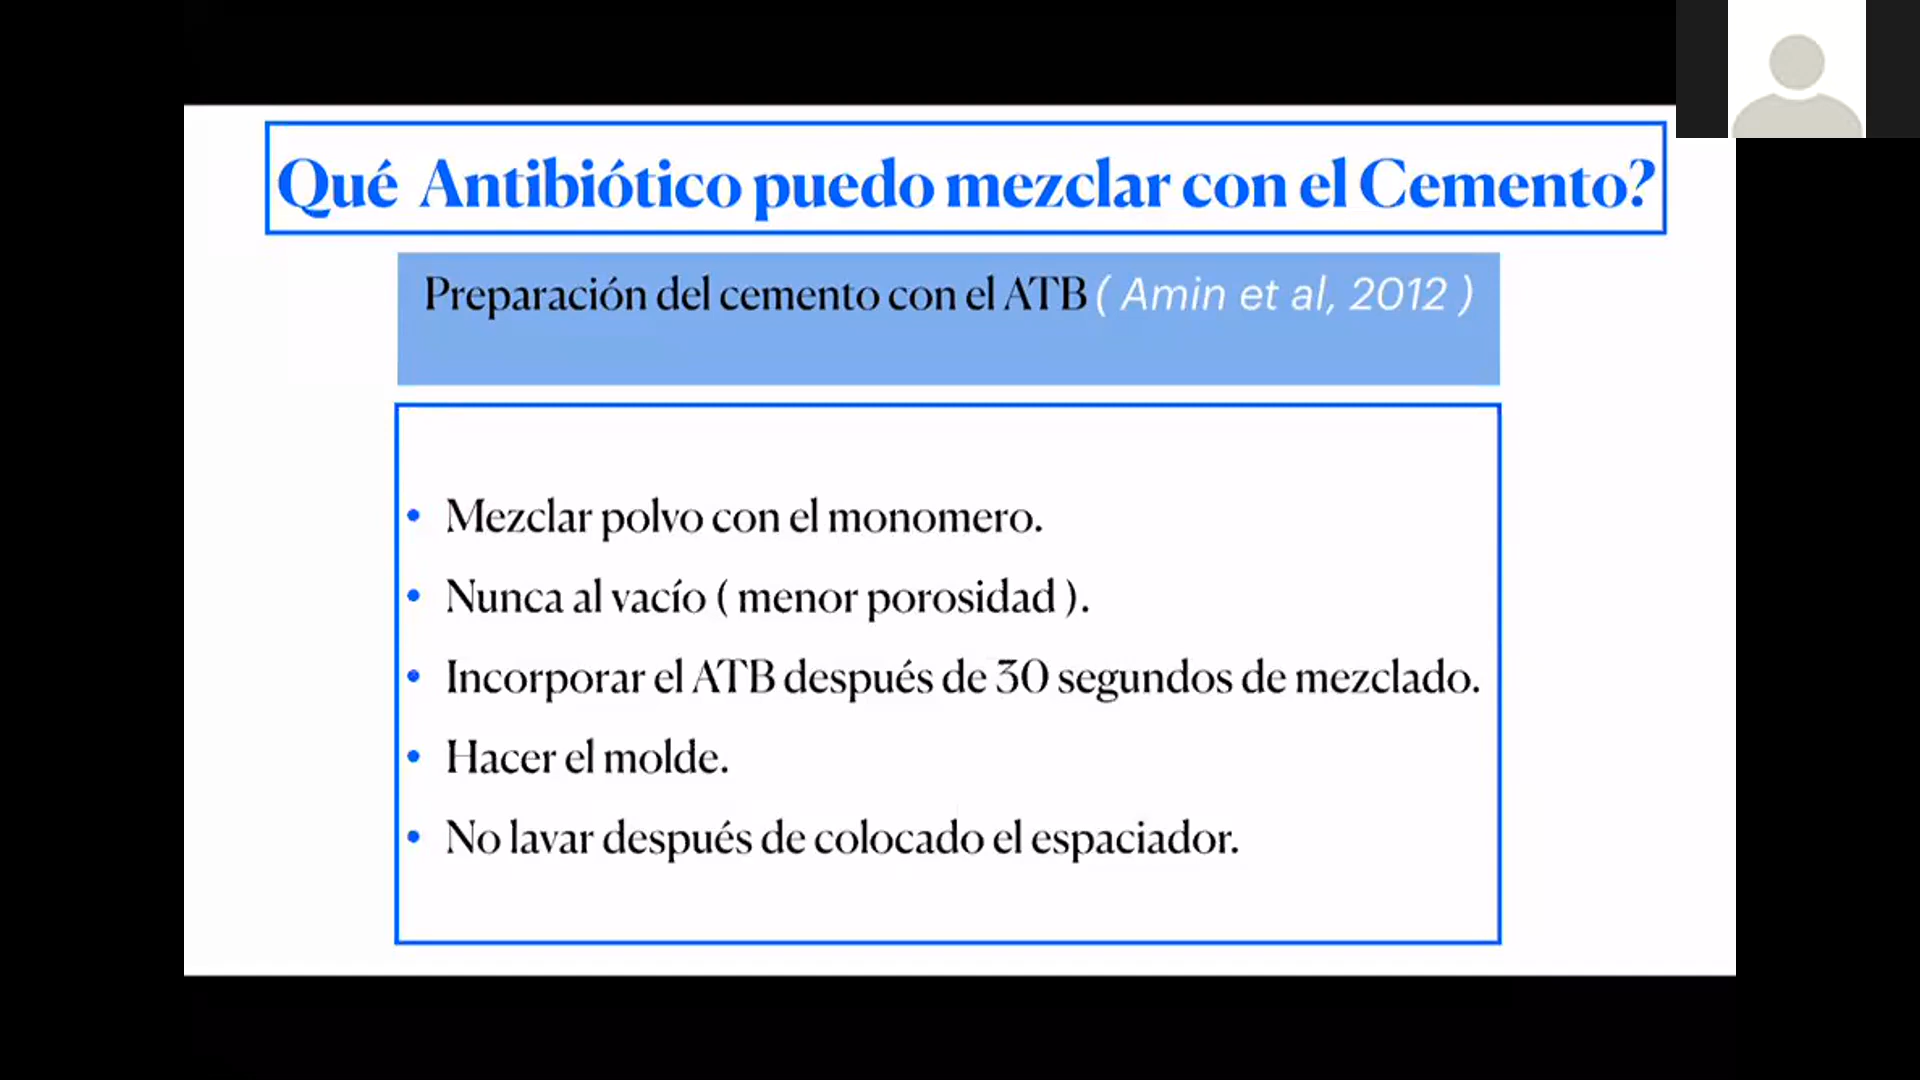 Qué Antibiótico puedo mezclar con el Cemento?
Preparación del cemento con el ATB ( Amin et al, 2012 )
• Mezclar polvo con el monomero.
• Nunca al vacío ( menor porosidad ).
• Incorporar el ATB después de 30 segundos de mezclado.
• Hacer el molde.
• No lavar después de colocado el espaciador.